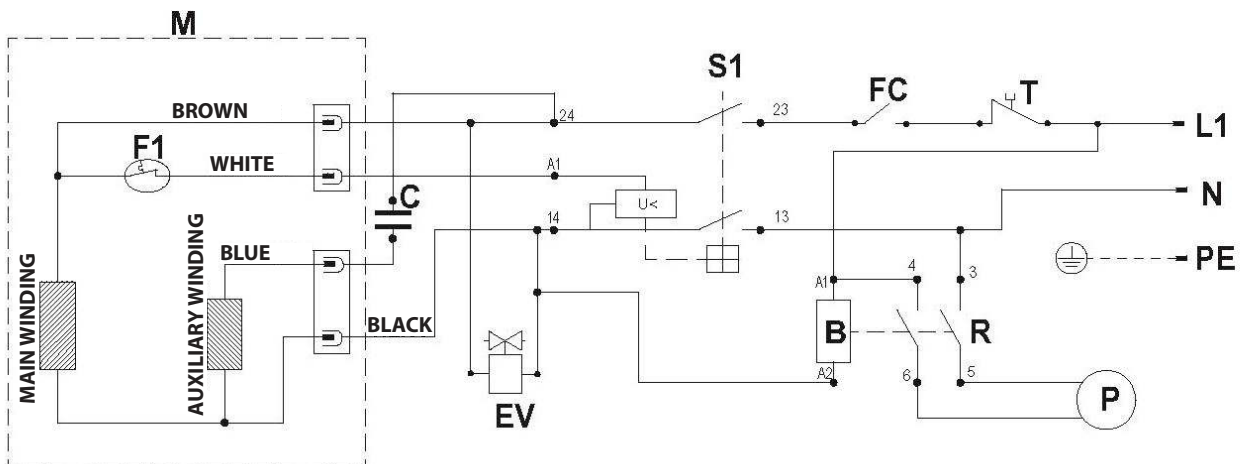 M
BROWN
F1
WHITE
MAIN WINDING
AUXILIARY WINDING
BLUE
BLACK
C
24
A1
14
U<
EV
S1
23
13
FC
T
L1
N
PE
A1
4
3
B
R
A2
6
5
P